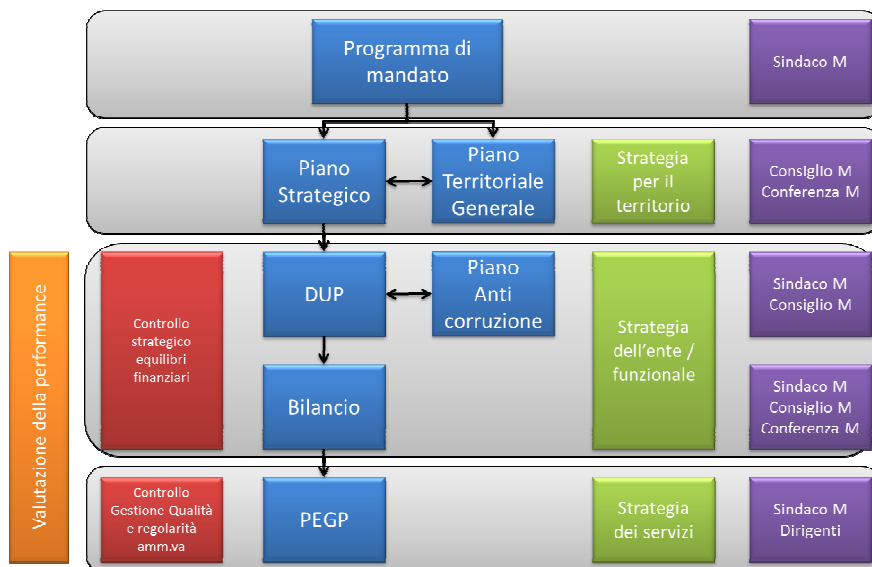 Programma di
mandato
Sindaco M
Piano
Strategico
Piano
Territoriale
Generale
Strategia
per il
territorio
Consiglio M
Conferenza M
Valutazione della performance
Controllo
strategico
equilibri
finanziari
DUP
Piano
Anti
corruzione
Strategia
dell'ente /
funzionale
Sindaco M
Consiglio M
Bilancio
Sindaco M
Consiglio M
Conferenza M
Controllo
Gestione Qualità
e regolarità
amm.va
PEGP
Strategia
dei servizi
Sindaco M
Dirigenti